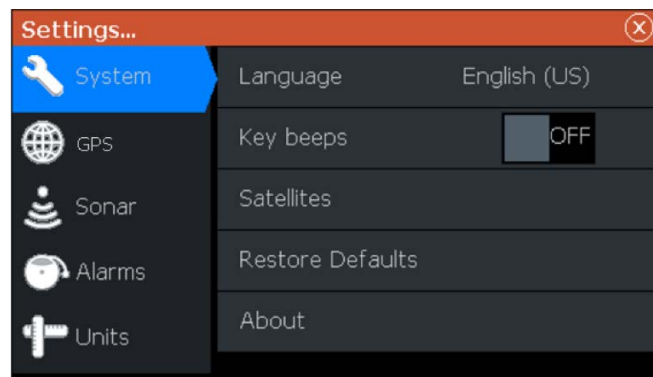 Settings...
System
GPS
Sonar
Alarms
Units
Language English (US)
Key beeps OFF
Satellites
Restore Defaults
About